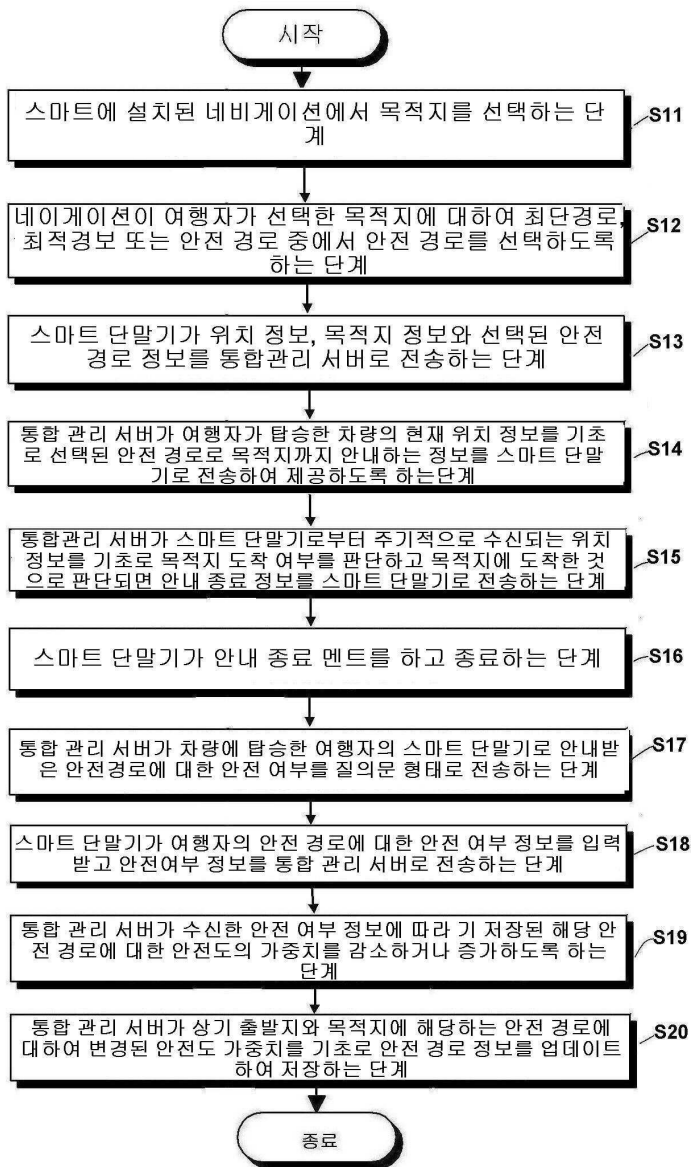 시작
스마트에 설치된 네비게이션에서 목적지를 선택하는 단
계
S11
네이게이션이 여행자가 선택한 목적지에 대하여 최단경로,
최적경보 또는 안전 경로 중에서 안전 경로를 선택하도록
하는 단계
S12
스마트 단말기가 위치 정보, 목적지 정보와 선택된 안전
경로 정보를 통합관리 서버로 전송하는 단계
S13
통합 관리 서버가 여행자가 탑승한 차량의 현재 위치 정보를 기초
로 선택된 안전 경로로 목적지까지 안내하는 정보를 스마트 단말
기로 전송하여 제공하도록 하는단계
S14
통합관리 서버가 스마트 단말기로부터 주기적으로 수신되는 위치
정보를 기초로 목적지 도착 여부를 판단하고 목적지에 도착한 것
으로 판단되면 안내 종료 정보를 스마트 단말기로 전송하는 단계
S15
스마트 단말기가 안내 종료 멘트를 하고 종료하는 단계
S16
통합 관리 서버가 차량에 탑승한 여행자의 스마트 단말기로 안내받
은 안전경로에 대한 안전 여부를 질의문 형태로 전송하는 단계
S17
스마트 단말기가 여행자의 안전 경로에 대한 안전 여부 정보를 입력
받고 안전여부 정보를 통합 관리 서버로 전송하는 단계
S18
통합 관리 서버가 수신한 안전 여부 정보에 따라 기 저장된 해당 안
전 경로에 대한 안전도의 가중치를 감소하거나 증가하도록 하는
단계
S19
통합 관리 서버가 상기 출발지와 목적지에 해당하는 안전 경로에
대하여 변경된 안전도 가중치를 기초로 안전 경로 정보를 업데이트
하여 저장하는 단계
S20
종료